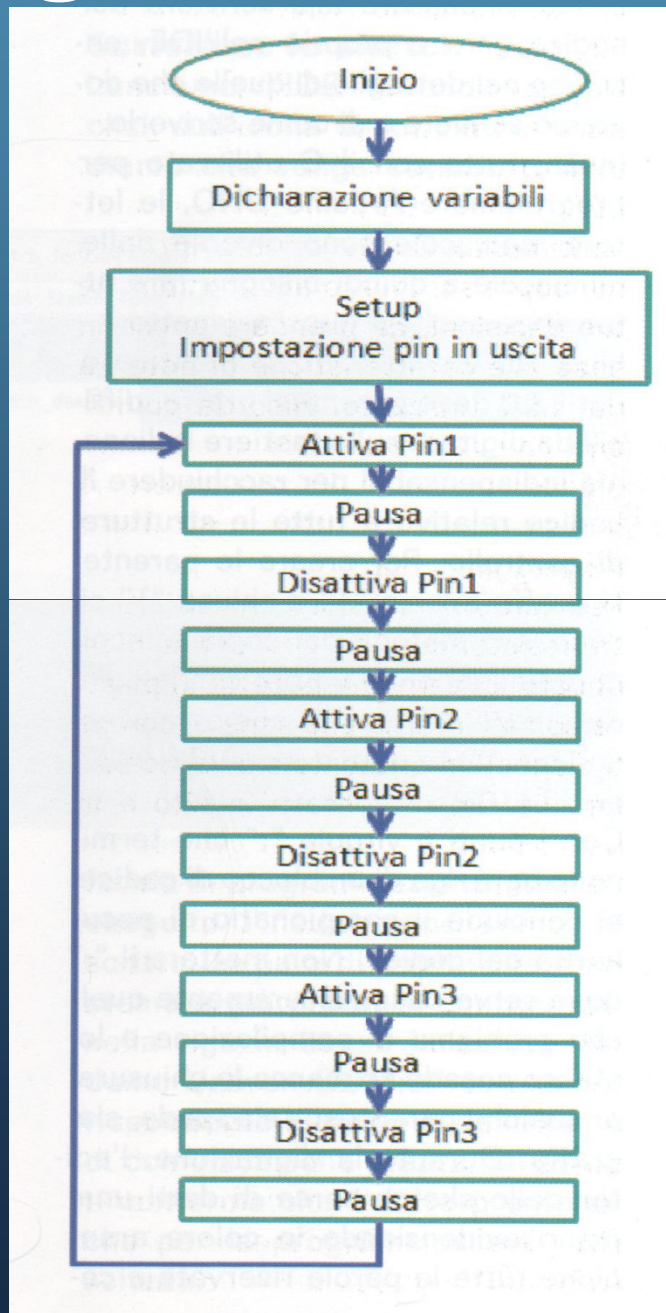 Inizio
Dichiarazione variabili
Setup
Impostazione pin in uscita
Attiva Pin1
Pausa
Disattiva Pin1
Pausa
Attiva Pin2
Pausa
Disattiva Pin2
Pausa
Attiva Pin3
Pausa
Disattiva Pin3
Pausa